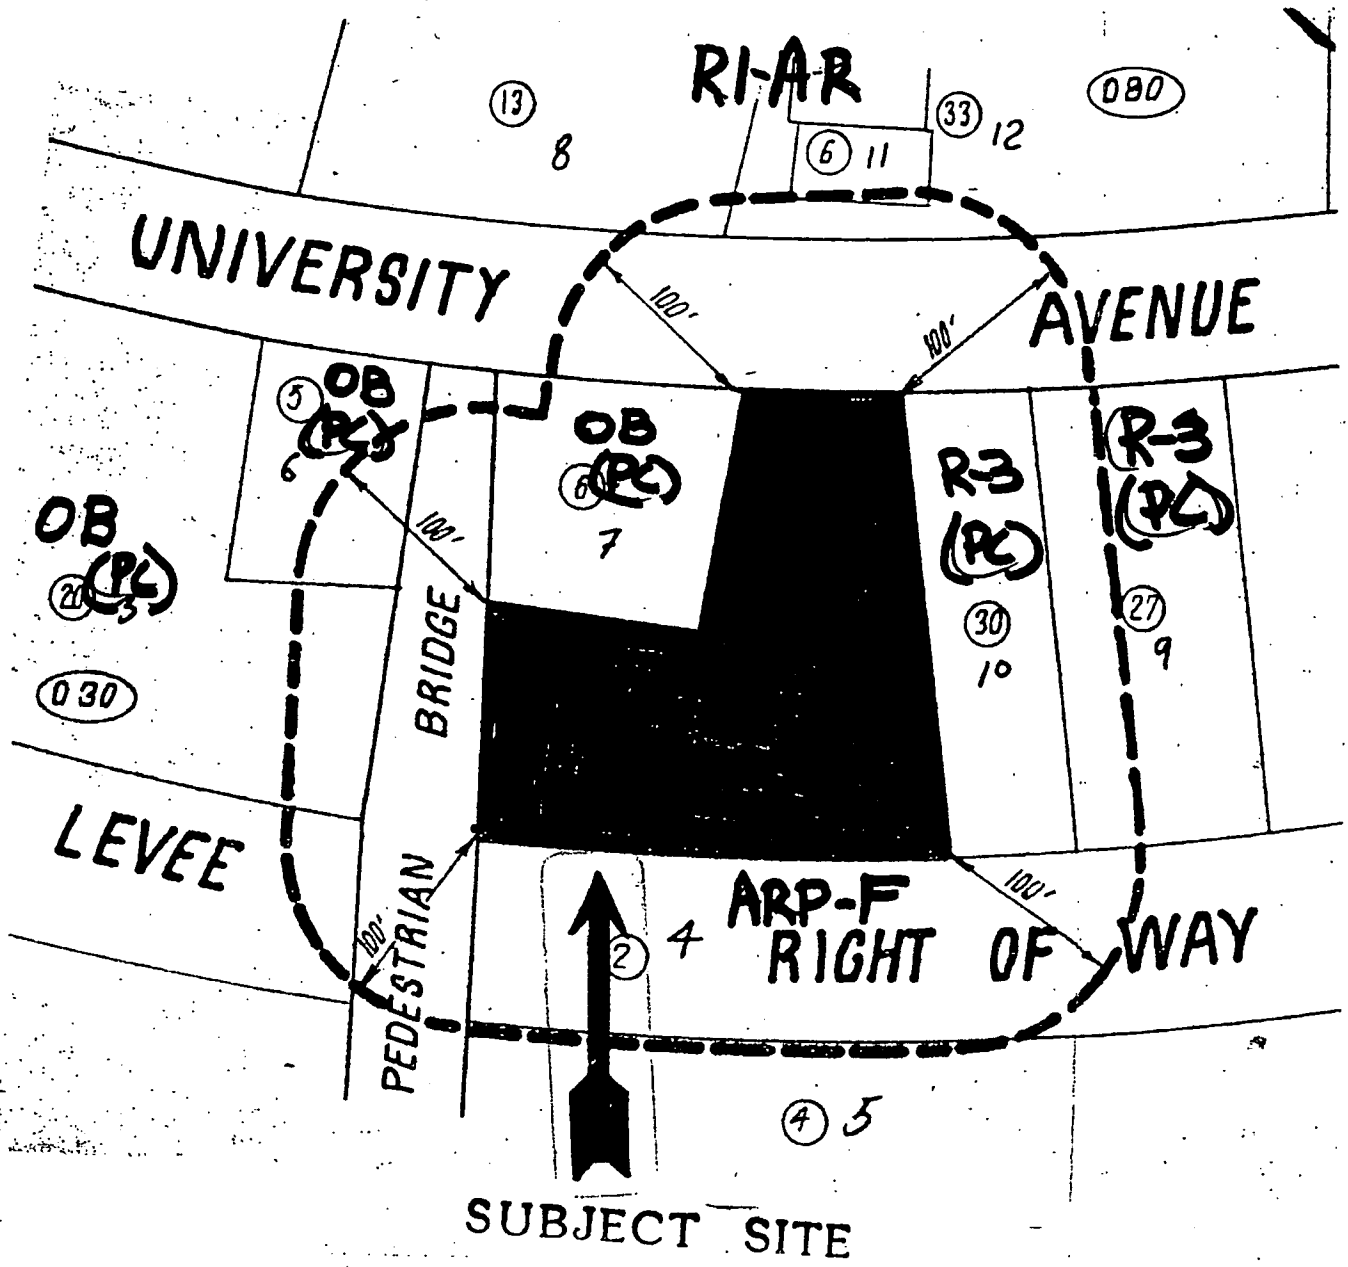 RI-AR
13
8
33
12
080
6
11
UNIVERSITY
AVENUE
100'
100'
5
OB
(PC)
6
OB
6
(PC)
7
R-3
(PC)
30
10
R-3
(PC)
27
9
OB
(PC)
20
3
030
100'
PEDESTRIAN BRIDGE
LEVEE
100'
100'
ARP-F
2
4
RIGHT OF WAY
4
5
SUBJECT SITE